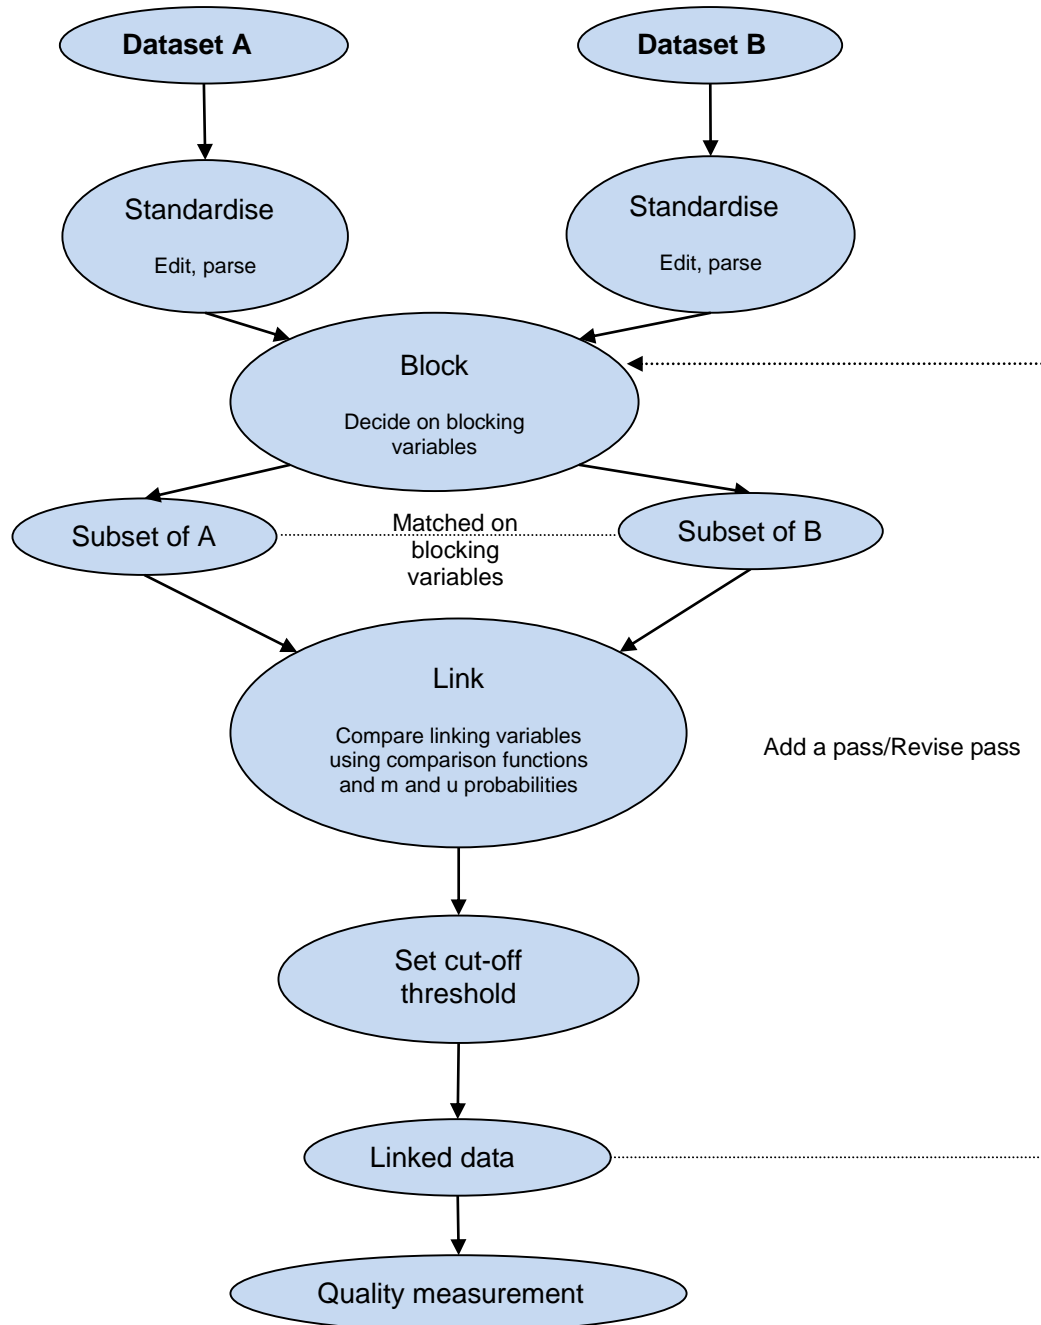 Dataset A
Dataset B
Standardise
Edit, parse
Standardise
Edit, parse
Block
Decide on blocking
variables
Subset of A
Matched on
blocking
variables
Subset of B
Link
Compare linking variables
using comparison functions
and m and u probabilities
Add a pass/Revise pass
Set cut-off
threshold
Linked data
Quality measurement